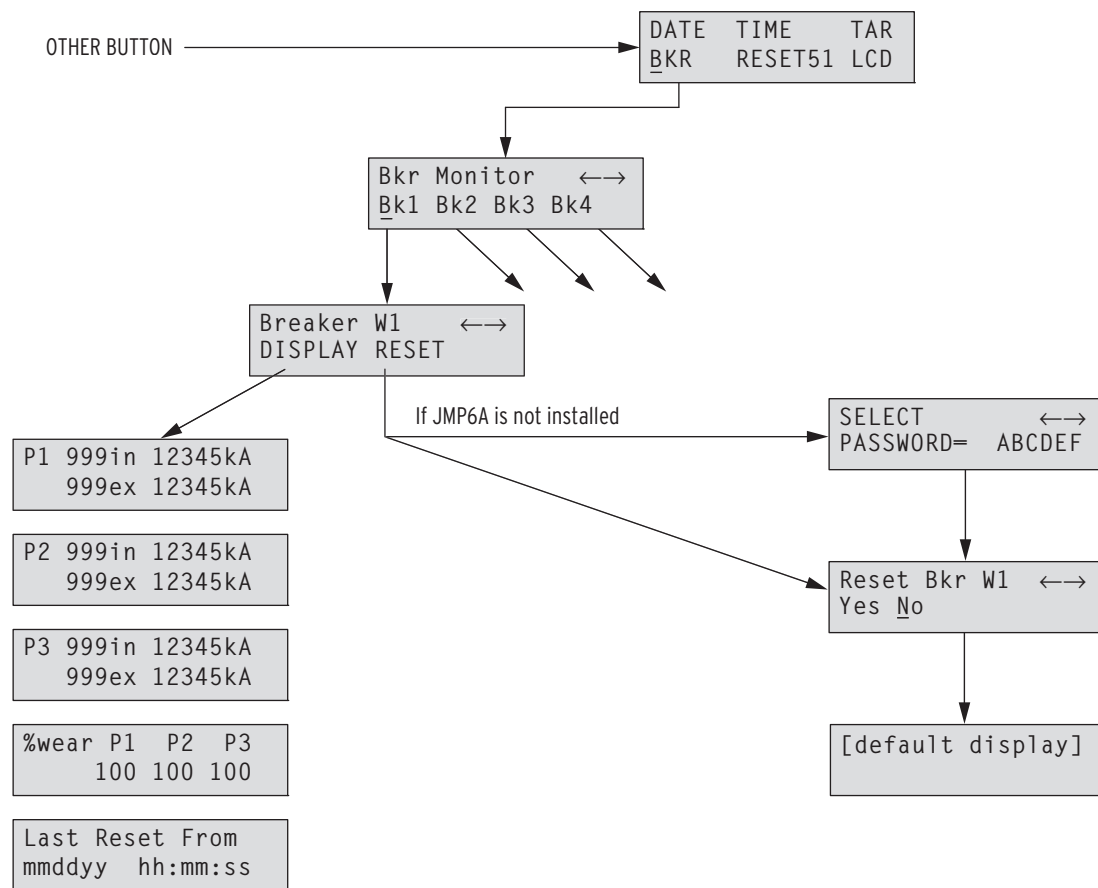 OTHER BUTTON
DATE TIME TAR
BKR RESET51 LCD
Bkr Monitor ←→
Bk1 Bk2 Bk3 Bk4
Breaker W1 ←→
DISPLAY RESET
If JMP6A is not installed
SELECT ←→
PASSWORD= ABCDEF
P1 999in 12345kA
999ex 12345kA
P2 999in 12345kA
999ex 12345kA
Reset Bkr W1 ←→
Yes No
P3 999in 12345kA
999ex 12345kA
%wear P1 P2 P3
100 100 100
[default display]
Last Reset From
mmddyy hh:mm:ss